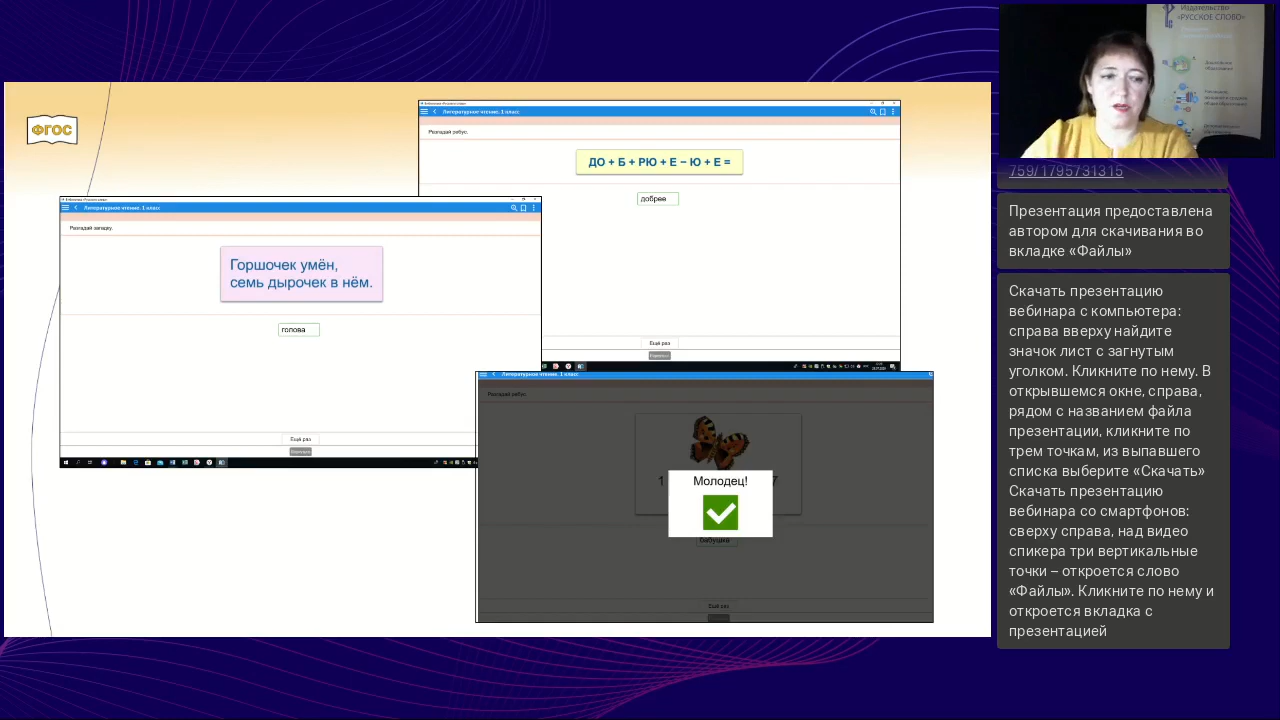 ФГОС
Литературное чтение. 1 класс
Разгадай ребус.
ДО + Б + РЮ + Е − Ю + Е =
добрее
Ещё раз
Литературное чтение. 1 класс
Разгадай загадку.
Горшочек умён,
семь дырочек в нём.
голова
Ещё раз
Литературное чтение. 1 класс
Разгадай ребус.
1
7
Молодец!
бабушка
Ещё раз
Издательство
«РУССКОЕ СЛОВО»
759/1795731315
Презентация предоставлена
автором для скачивания во
вкладке «Файлы»
Скачать презентацию
вебинара с компьютера:
справа вверху найдите
значок лист с загнутым
уголком. Кликните по нему. В
открывшемся окне, справа,
рядом с названием файла
презентации, кликните по
трем точкам, из выпавшего
списка выберите «Скачать»
Скачать презентацию
вебинара со смартфонов:
сверху справа, над видео
спикера три вертикальные
точки – откроется слово
«Файлы». Кликните по нему и
откроется вкладка с
презентацией